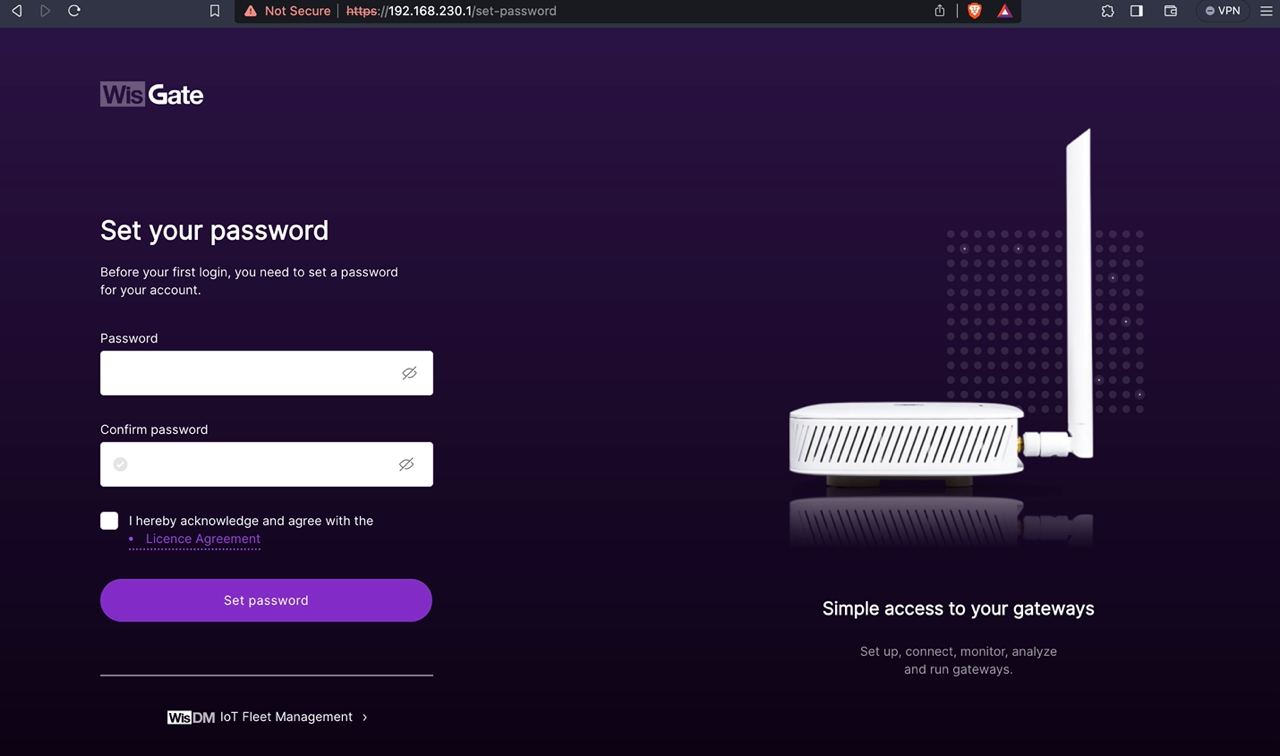 Not Secure | https://192.168.230.1/set-password
VPN
WisGate
Set your password
Before your first login, you need to set a password
for your account.
Password
Confirm password
I hereby acknowledge and agree with the
• Licence Agreement
Set password
WisDM IoT Fleet Management ›
Simple access to your gateways
Set up, connect, monitor, analyze
and run gateways.